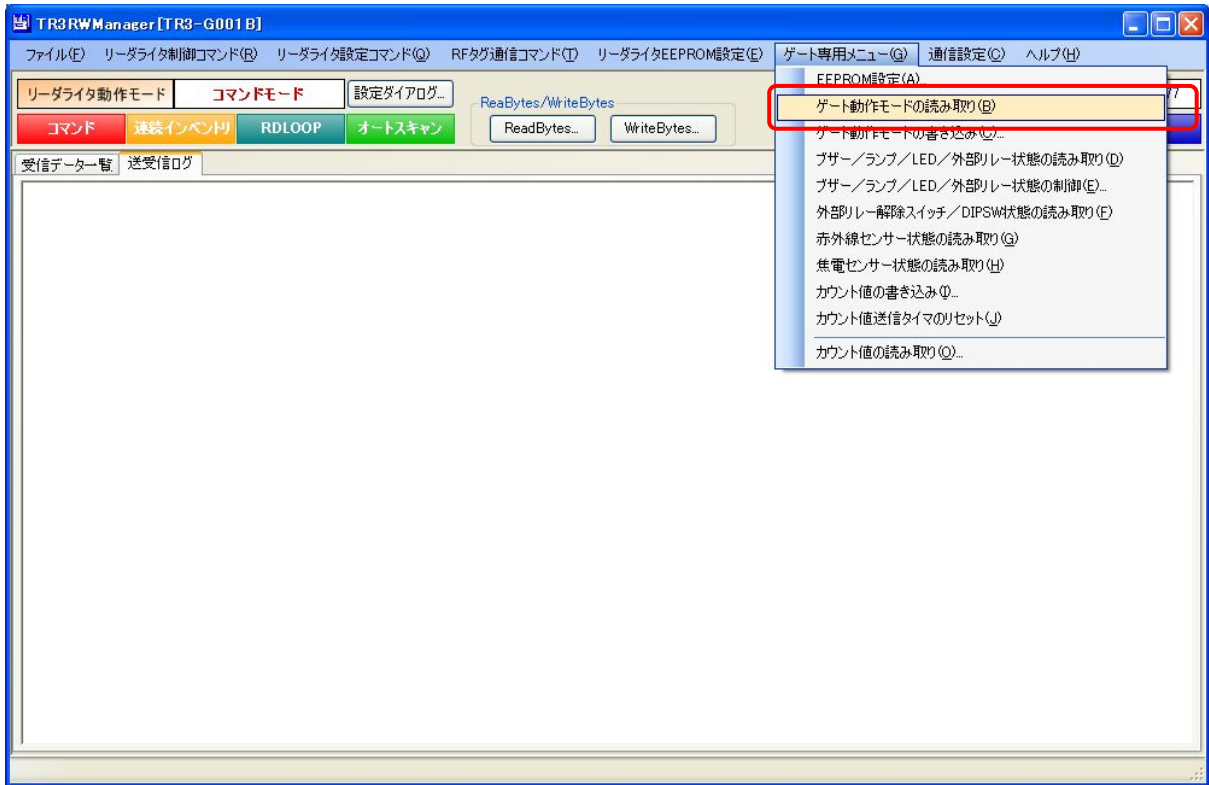 TR3RWManager[TR3-G001B]
ファイル(F) リーダライタ制御コマンド(R) リーダライタ設定コマンド(Q) RFタグ通信コマンド(T) リーダライタEEPROM設定(E) ゲート専用メニュー(G) 通信設定(C) ヘルプ(H)
リーダライタ動作モード コマンドモード 設定ダイアログ...
ReaBytes/WriteBytes
コマンド 連続インベントリ RDLOOP オートスキャン ReadBytes... WriteBytes...
受信データ一覧 送受信ログ
EEPROM設定(A)
ゲート動作モードの読み取り(B)
ゲート動作モードの書き込み(C)...
ブザー/ランプ/LED/外部リレー状態の読み取り(D)
ブザー/ランプ/LED/外部リレー状態の制御(E)...
外部リレー解除スイッチ/DIPSW状態の読み取り(F)
赤外線センサー状態の読み取り(G)
焦電センサー状態の読み取り(H)
カウント値の書き込み(I)...
カウント値送信タイマのリセット(J)
カウント値の読み取り(O)...